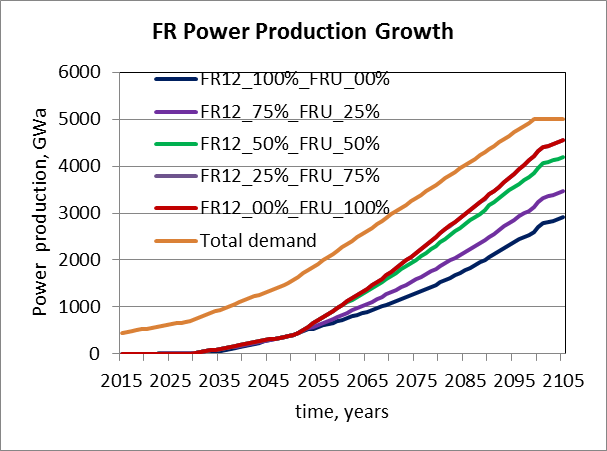 FR Power Production Growth
Power production, GWa
6000
5000
4000
3000
2000
1000
0
FR12_100%_FRU_00%
FR12_75%_FRU_25%
FR12_50%_FRU_50%
FR12_25%_FRU_75%
FR12_00%_FRU_100%
Total demand
2015 2025 2035 2045 2055 2065 2075 2085 2095 2105
time, years